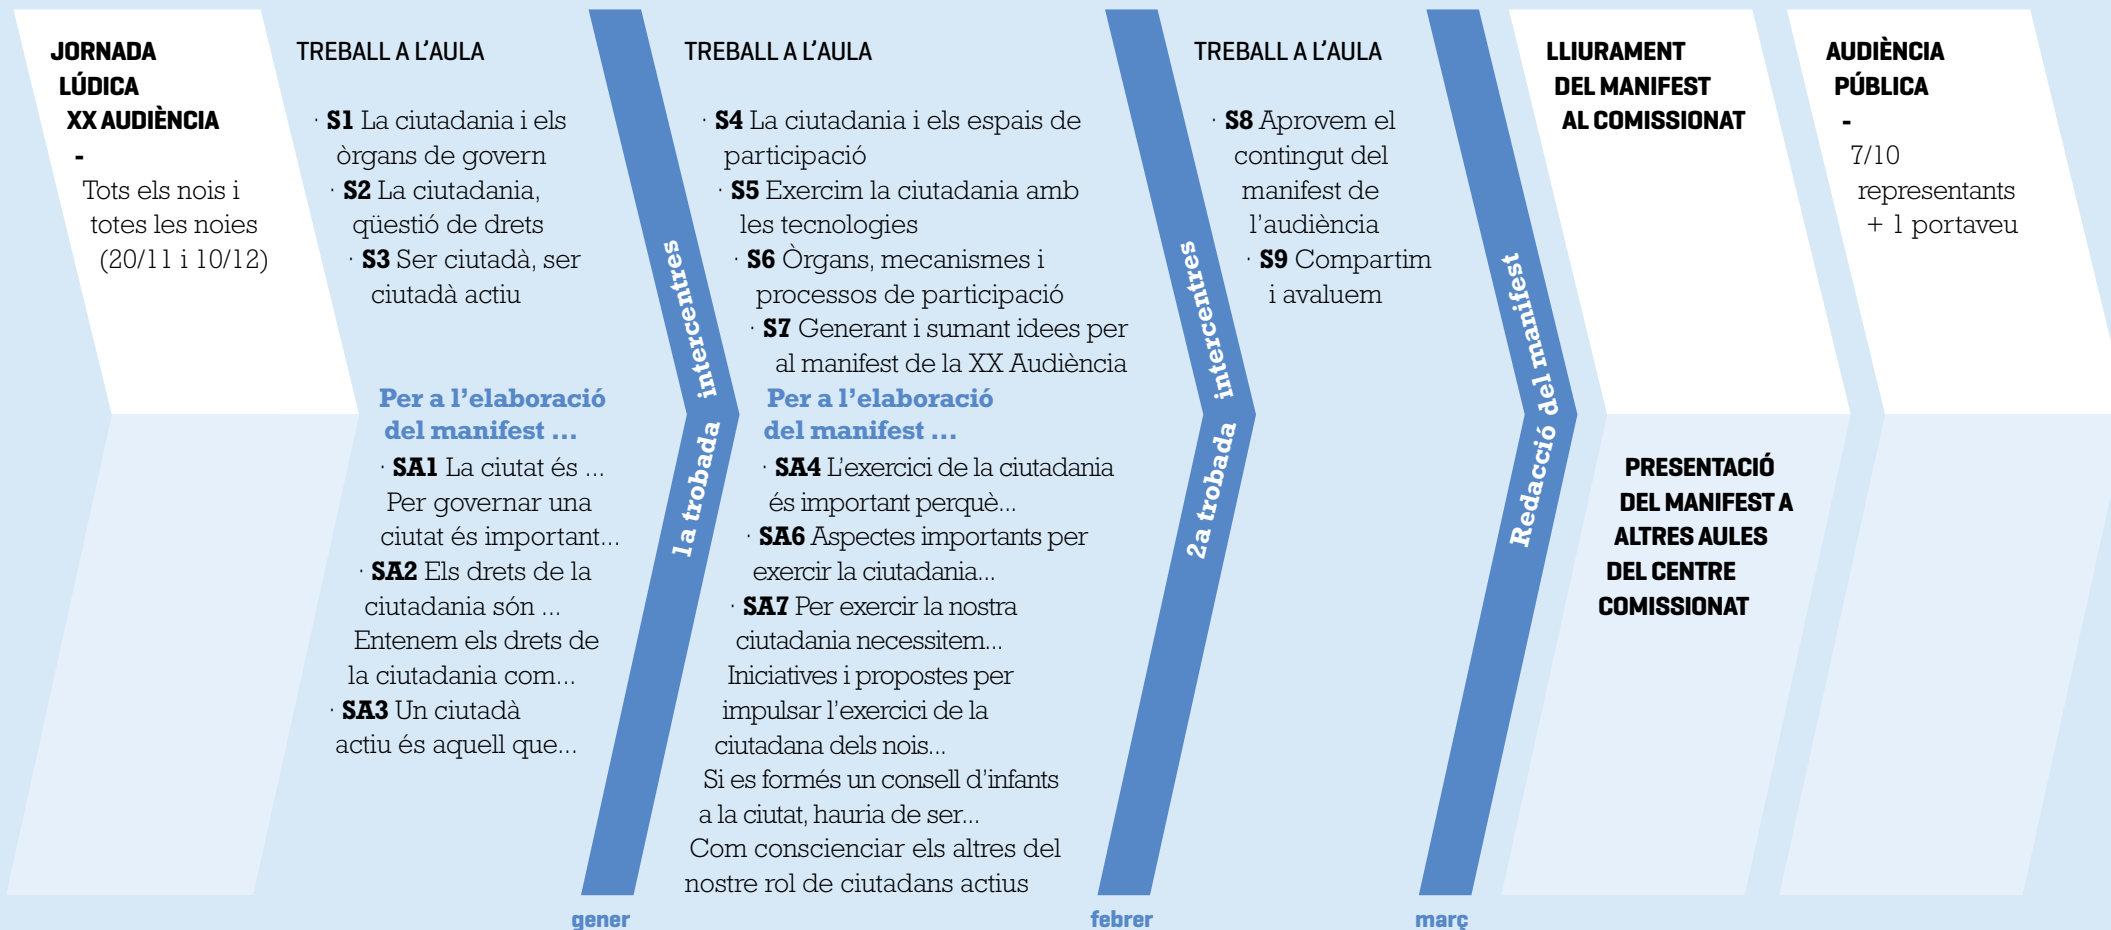 JORNADA
LÚDICA
XX AUDIÈNCIA
-
Tots els nois i
totes les noies
(20/11 i 10/12)
TREBALL A L'AULA
· S1 La ciutadania i els
òrgans de govern
· S2 La ciutadania,
qüestió de drets
· S3 Ser ciutadà, ser
ciutadà actiu
Per a l'elaboració
del manifest ...
· SA1 La ciutat és ...
Per governar una
ciutat és important...
· SA2 Els drets de la
ciutadania són ...
Entenem els drets de
la ciutadania com...
· SA3 Un ciutadà
actiu és aquell que...
1a trobada intercentres
gener
TREBALL A L'AULA
· S4 La ciutadania i els espais de
participació
· S5 Exercim la ciutadania amb
les tecnologies
· S6 Òrgans, mecanismes i
processos de participació
· S7 Generant i sumant idees per
al manifest de la XX Audiència
Per a l'elaboració
del manifest ...
· SA4 L'exercici de la ciutadania
és important perquè...
· SA6 Aspectes importants per
exercir la ciutadania...
· SA7 Per exercir la nostra
ciutadania necessitem...
Iniciatives i propostes per
impulsar l'exercici de la
ciutadana dels nois...
Si es formés un consell d'infants
a la ciutat, hauria de ser...
Com conscienciar els altres del
nostre rol de ciutadans actius
2a trobada intercentres
febrer
TREBALL A L'AULA
· S8 Aprovem el
contingut del
manifest de
l'audiència
· S9 Compartim
i avaluem
Redacció del manifest
març
LLIURAMENT
DEL MANIFEST
AL COMISSIONAT
PRESENTACIÓ
DEL MANIFEST A
ALTRES AULES
DEL CENTRE
COMISSIONAT
AUDIÈNCIA
PÚBLICA
-
7/10
representants
+ 1 portaveu